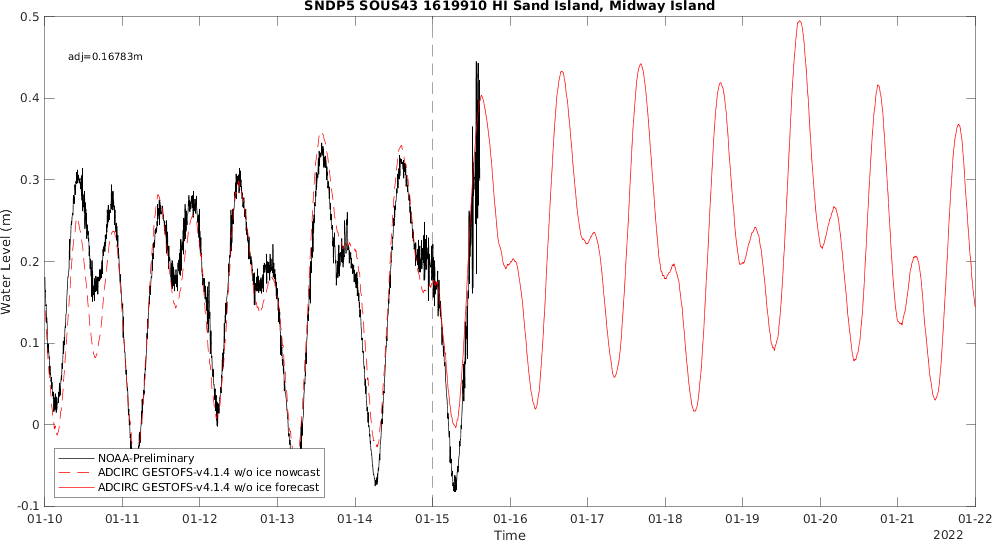 SNDP5 SOUS43 1619910 HI Sand Island, Midway Island
adj=0.16783m
0.5
0.4
0.3
0.2
0.1
0
-0.1
Water Level (m)
NOAA-Preliminary
ADCIRC GESTOFS-v4.1.4 w/o ice nowcast
ADCIRC GESTOFS-v4.1.4 w/o ice forecast
01-10 01-11 01-12 01-13 01-14 01-15 01-16 01-17 01-18 01-19 01-20 01-21 01-22
Time
2022